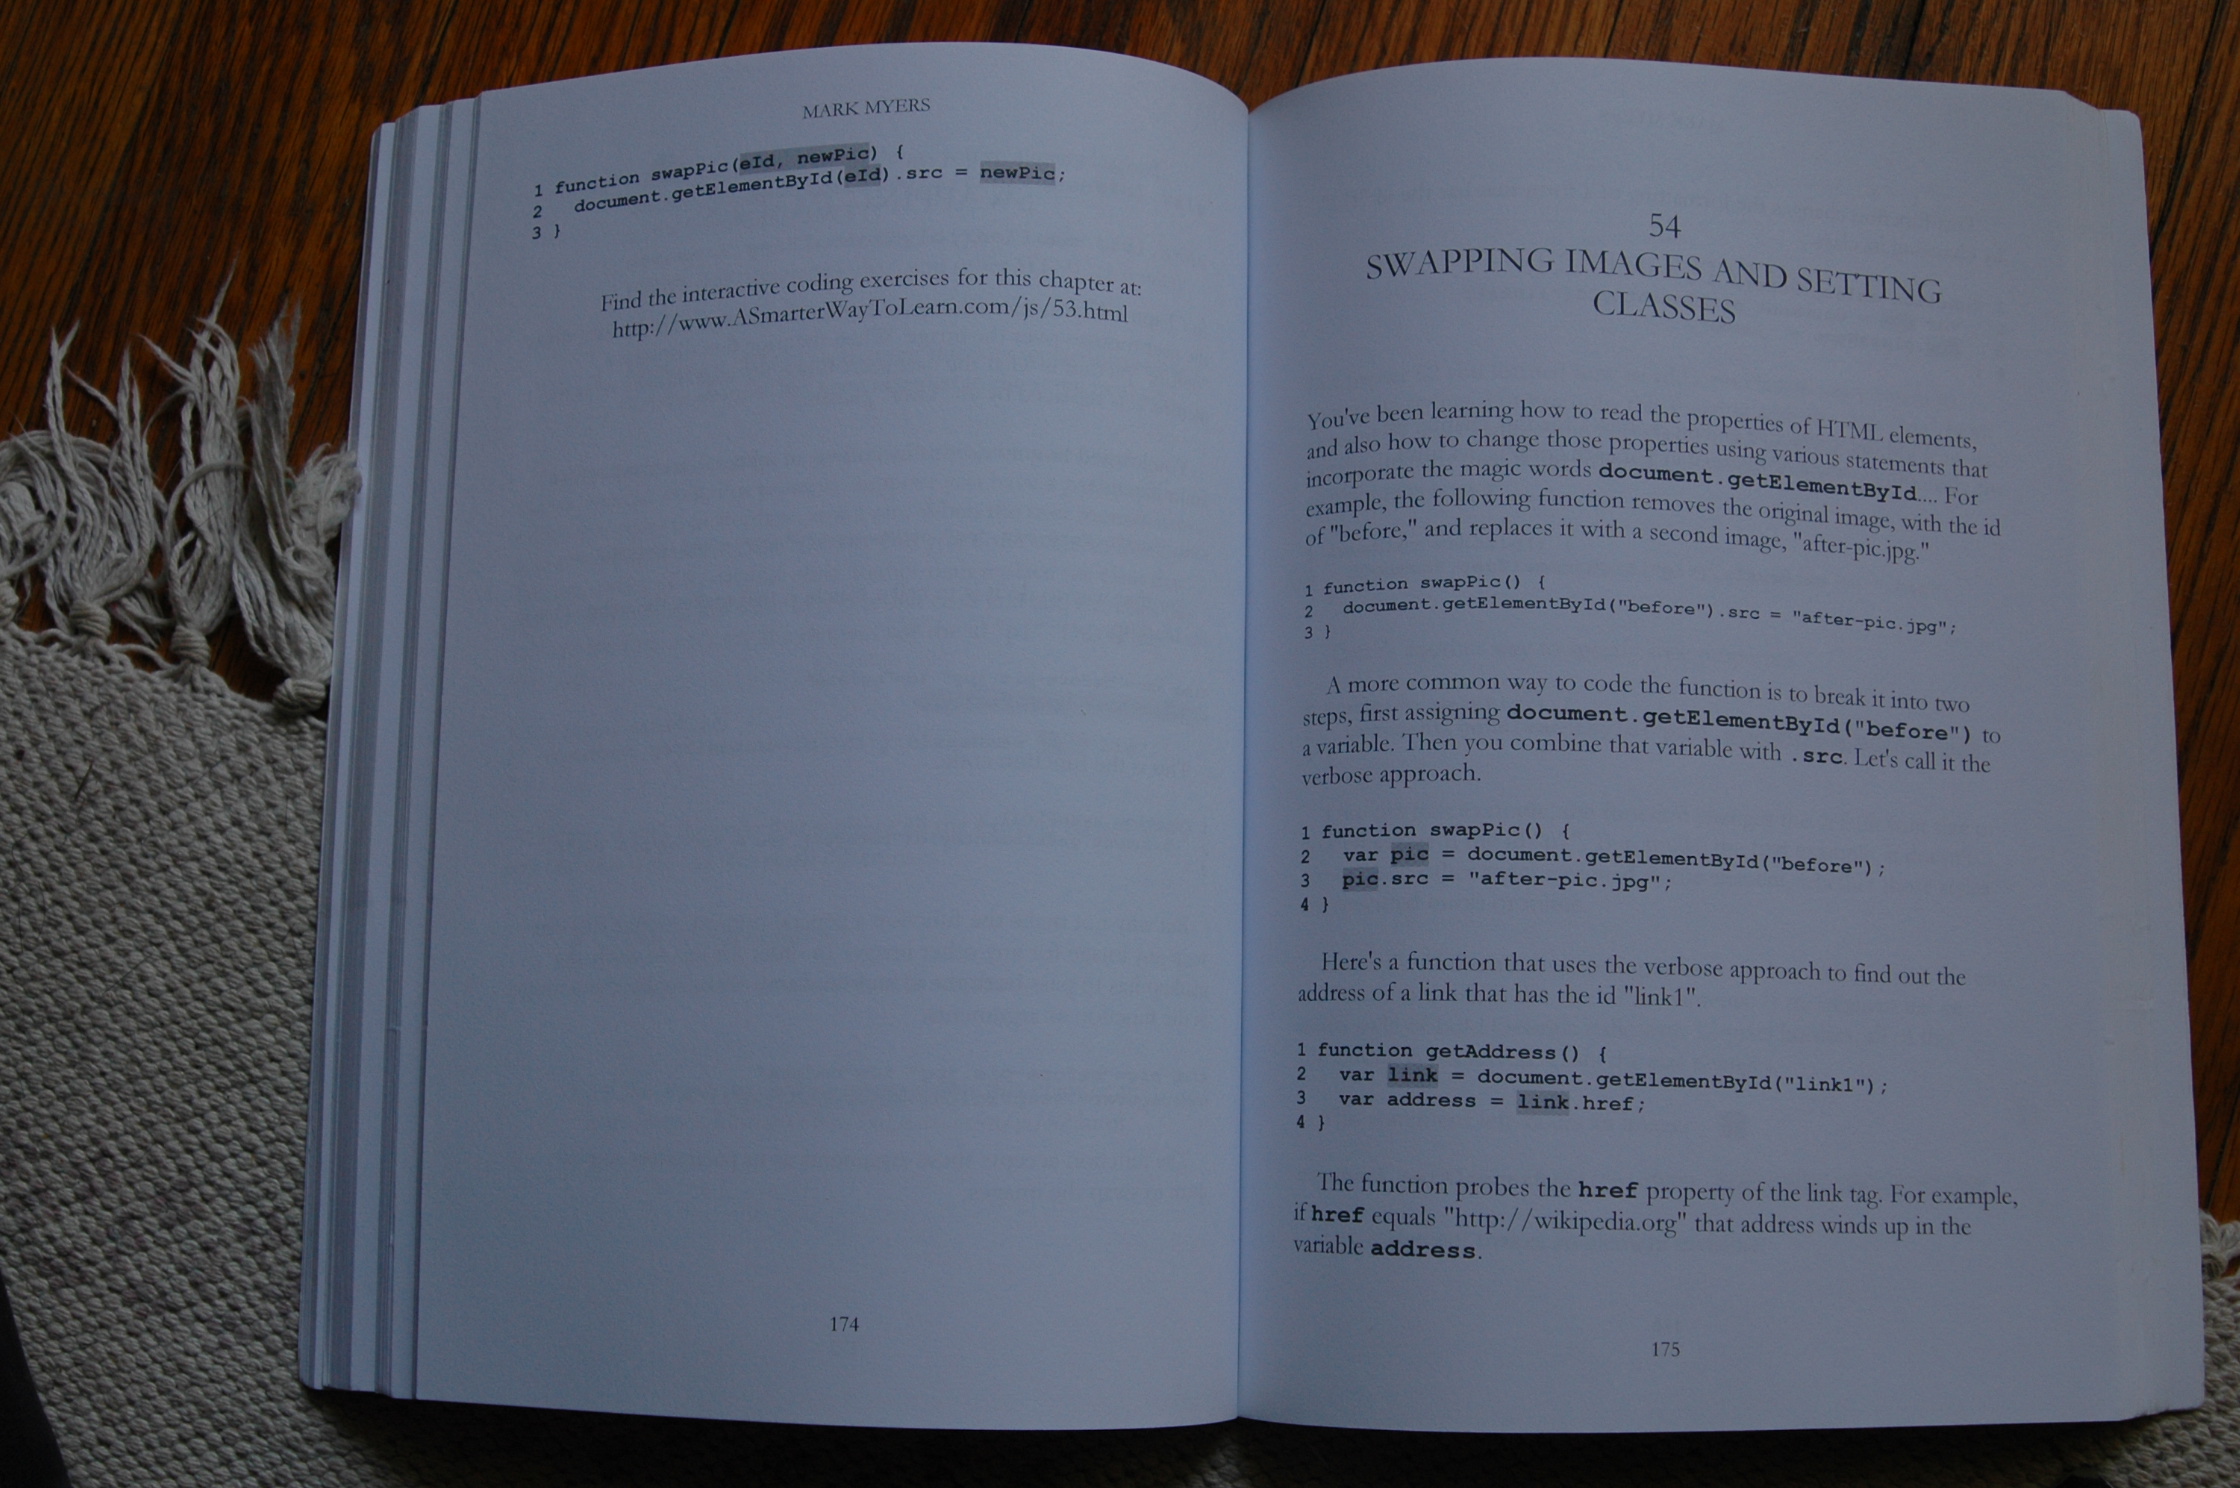 MARK MYERS
1 function swapPic(eId, newPic) {
2   document.getElementById(eId).src = newPic;
3 }
Find the interactive coding exercises for this chapter at:
http://www.ASmarterWayToLearn.com/js/53.html
174
54
SWAPPING IMAGES AND SETTING
CLASSES
You've been learning how to read the properties of HTML elements,
and also how to change those properties using various statements that
incorporate the magic words document.getElementById.... For
example, the following function removes the original image, with the id
of "before," and replaces it with a second image, "after-pic.jpg."
1 function swapPic() {
2   document.getElementById("before").src = "after-pic.jpg";
3 }
A more common way to code the function is to break it into two
steps, first assigning document.getElementById("before") to
a variable. Then you combine that variable with .src. Let's call it the
verbose approach.
1 function swapPic() {
2   var pic = document.getElementById("before");
3   pic.src = "after-pic.jpg";
4 }
Here's a function that uses the verbose approach to find out the
address of a link that has the id "link1".
1 function getAddress() {
2   var link = document.getElementById("link1");
3   var address = link.href;
4 }
The function probes the href property of the link tag. For example,
if href equals "http://wikipedia.org" that address winds up in the
variable address.
175